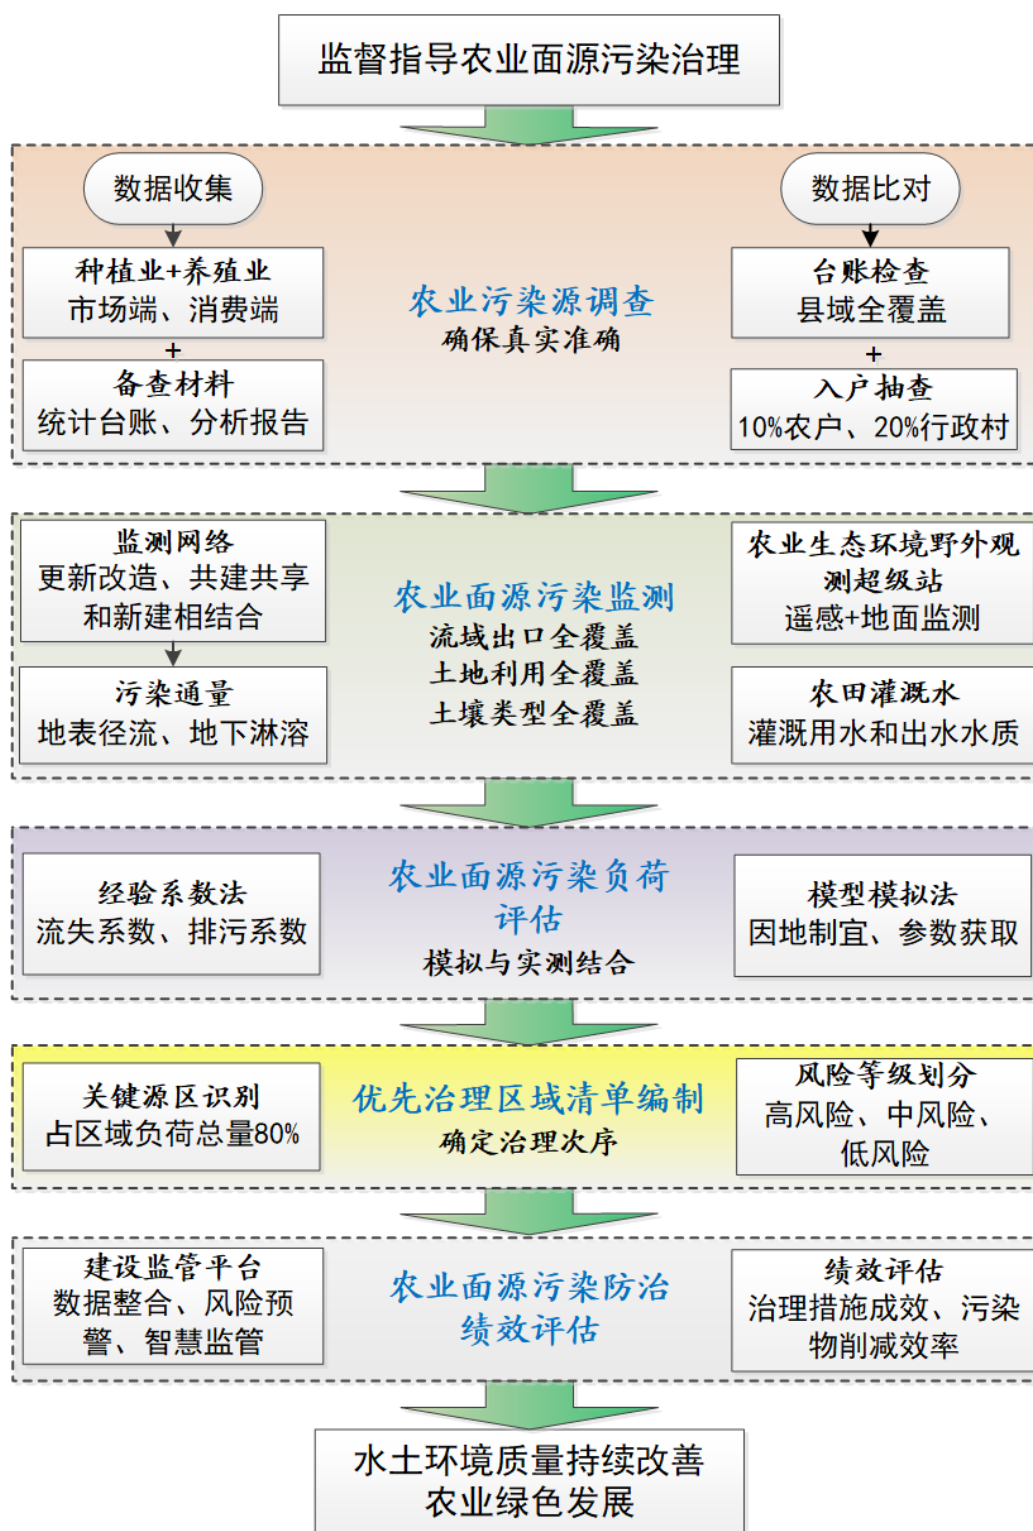 监督指导农业面源污染治理
数据收集
数据比对
种植业+养殖业
市场端、消费端
+
备查材料
统计台账、分析报告
农业污染源调查
确保真实准确
台账检查
县域全覆盖
+
入户抽查
10%农户、20%行政村
监测网络
更新改造、共建共享
和新建相结合
污染通量
地表径流、地下淋溶
农业面源污染监测
流域出口全覆盖
土地利用全覆盖
土壤类型全覆盖
农业生态环境野外观
测超级站
遥感+地面监测
农田灌溉水
灌溉用水和出水水质
经验系数法
流失系数、排污系数
农业面源污染负荷
评估
模拟与实测结合
模型模拟法
因地制宜、参数获取
关键源区识别
占区域负荷总量80%
优先治理区域清单编制
确定治理次序
风险等级划分
高风险、中风险、
低风险
建设监管平台
数据整合、风险预
警、智慧监管
农业面源污染防治
绩效评估
绩效评估
治理措施成效、污染
物削减效率
水土环境质量持续改善
农业绿色发展